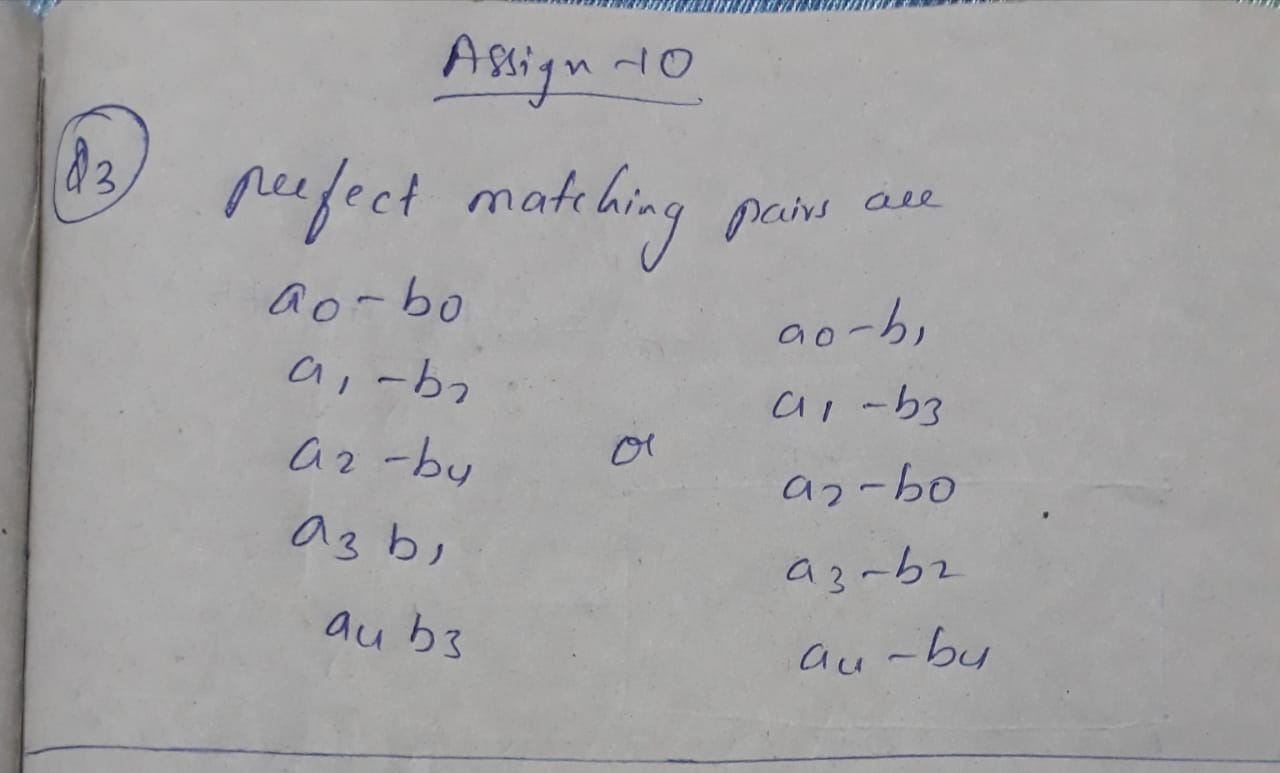 Assign -10
Q3 perfect matching pairs are
a0 - b0
a1 - b2
a2 - b4
a3 b1
a4 b3
or
a0 - b1
a1 - b3
a2 - b0
a3 - b2
a4 - b4